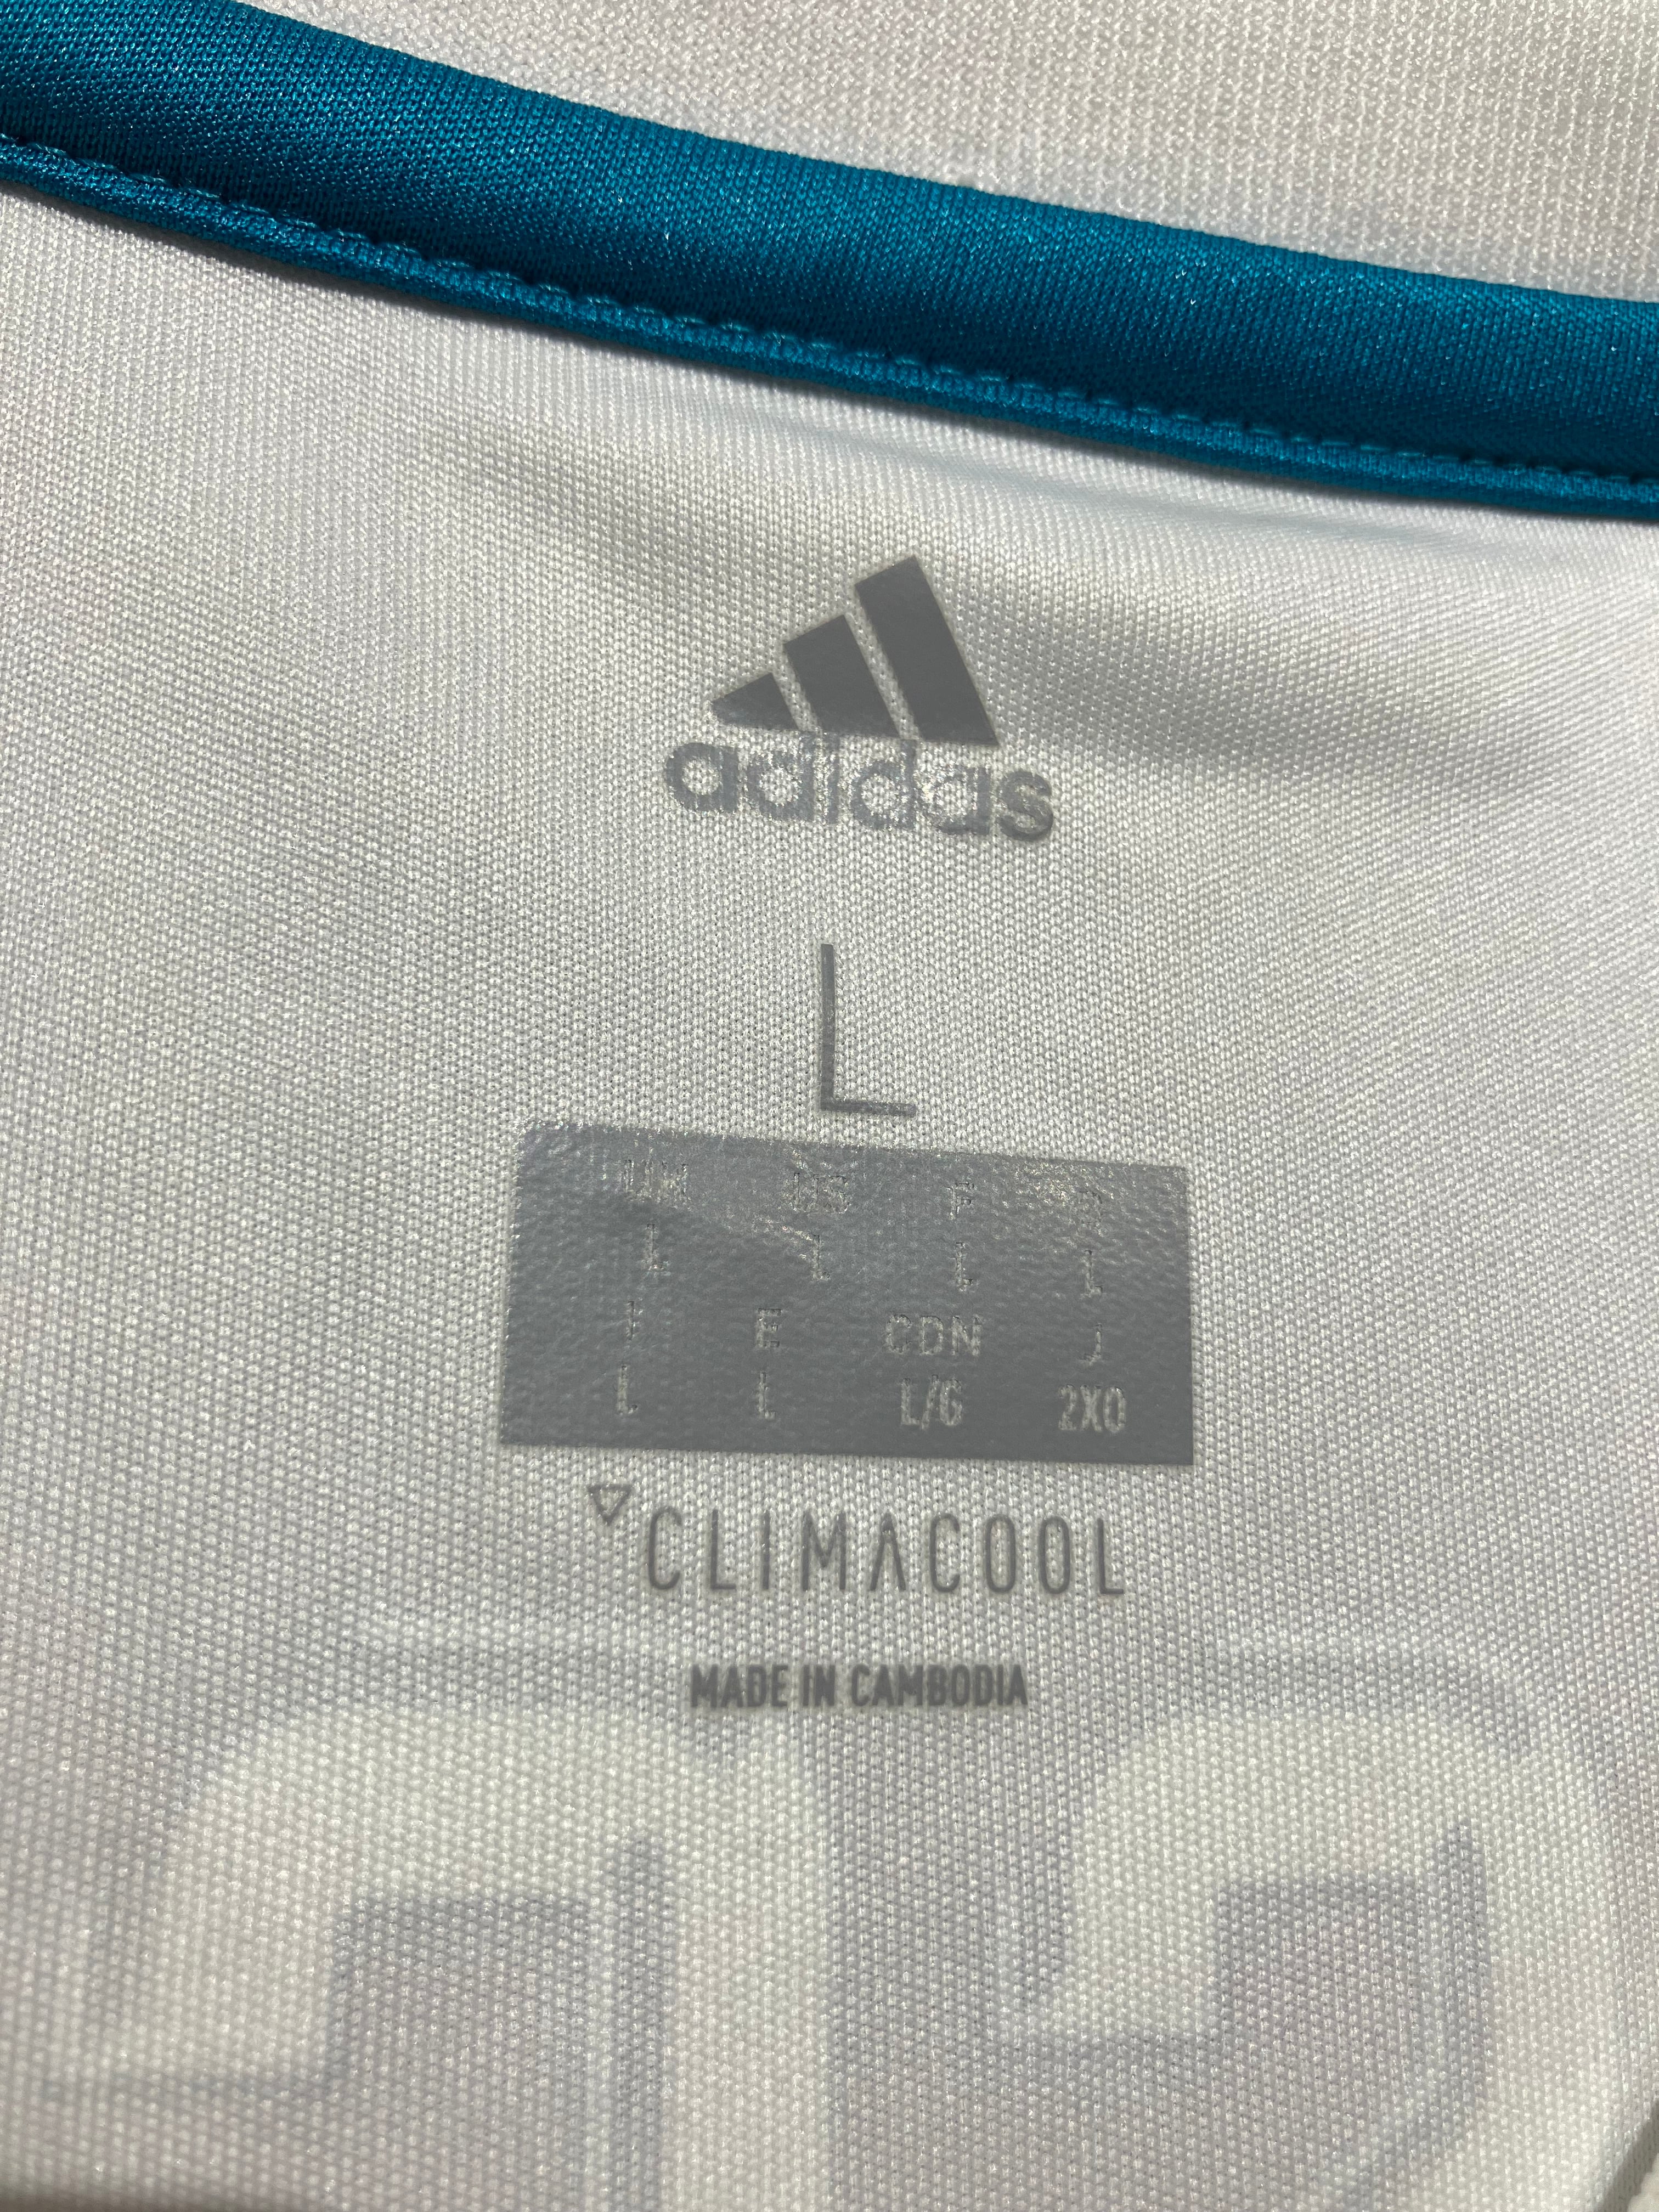 adidas
L
UK US F D
L L L L
I E CDN J
L L L/G 2XO
CLIMACOOL
MADE IN CAMBODIA